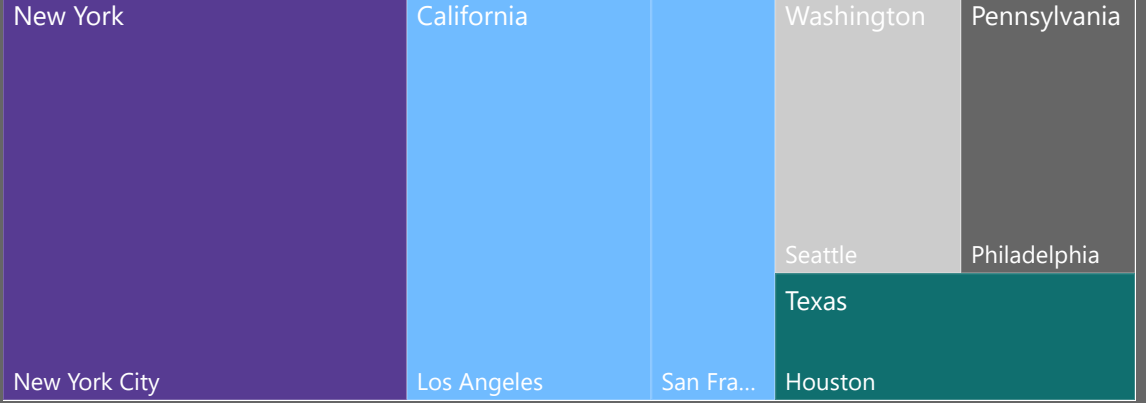 New York
California
Washington
Pennsylvania
Seattle
Philadelphia
Texas
New York City
Los Angeles
San Fra...
Houston